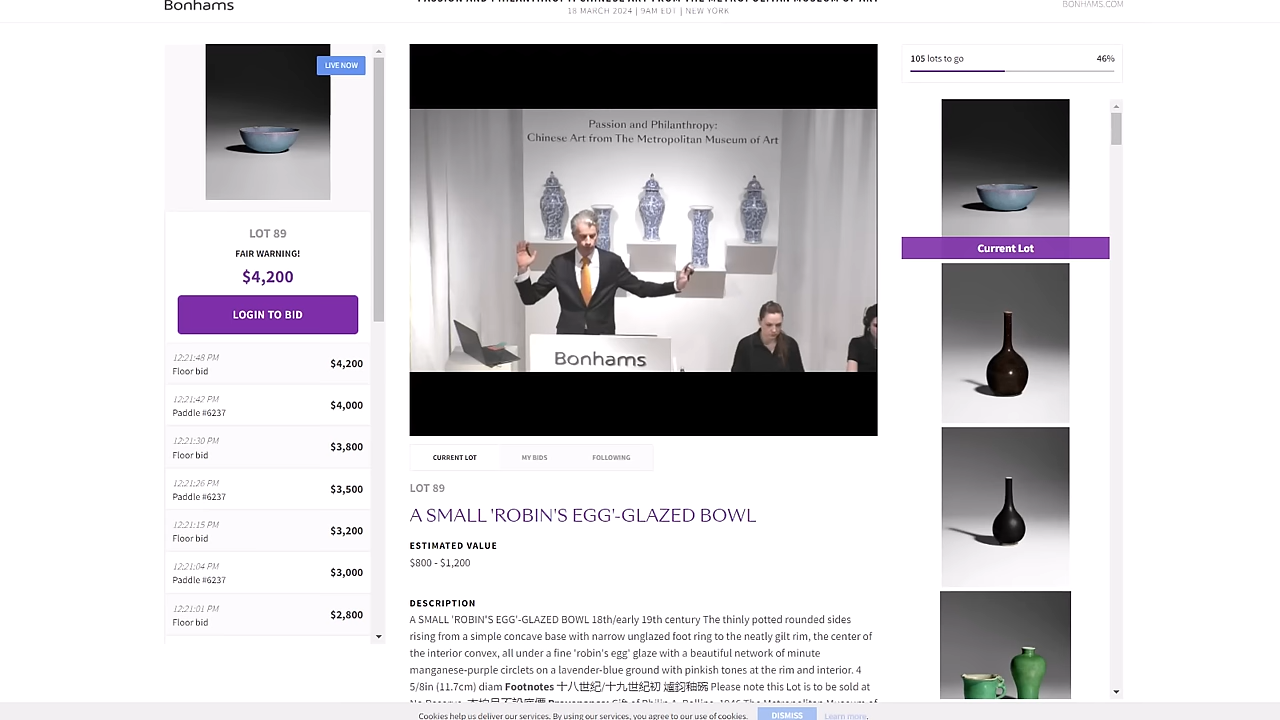 Bonhams
PASSION AND PHILANTHROPY: CHINESE ART FROM THE METROPOLITAN MUSEUM OF ART
18 MARCH 2024 | 9AM EDT | NEW YORK
BONHAMS.COM
LIVE NOW
LOT 89
FAIR WARNING!
$4,200
LOGIN TO BID
12:21:48 PM
Floor bid
$4,200
12:21:42 PM
Paddle #6237
$4,000
12:21:30 PM
Floor bid
$3,800
12:21:26 PM
Paddle #6237
$3,500
12:21:15 PM
Floor bid
$3,200
12:21:04 PM
Paddle #6237
$3,000
12:21:01 PM
Floor bid
$2,800
Passion and Philanthropy:
Chinese Art from The Metropolitan Museum of Art
Bonhams
CURRENT LOT MY BIDS FOLLOWING
LOT 89
A SMALL 'ROBIN'S EGG'-GLAZED BOWL
ESTIMATED VALUE
$800 - $1,200
DESCRIPTION
A SMALL 'ROBIN'S EGG'-GLAZED BOWL 18th/early 19th century The thinly potted rounded sides
rising from a simple concave base with narrow unglazed foot ring to the neatly gilt rim, the center of
the interior convex, all under a fine 'robin's egg' glaze with a beautiful network of minute
manganese-purple circlets on a lavender-blue ground with pinkish tones at the rim and interior. 4
5/8in (11.7cm) diam Footnotes 十八世紀/十九世紀初 爐鈞釉碗 Please note this Lot is to be sold at
105 lots to go
46%
Current Lot
Cookies help us deliver our services. By using our services, you agree to our use of cookies.
DISMISS
Learn more.